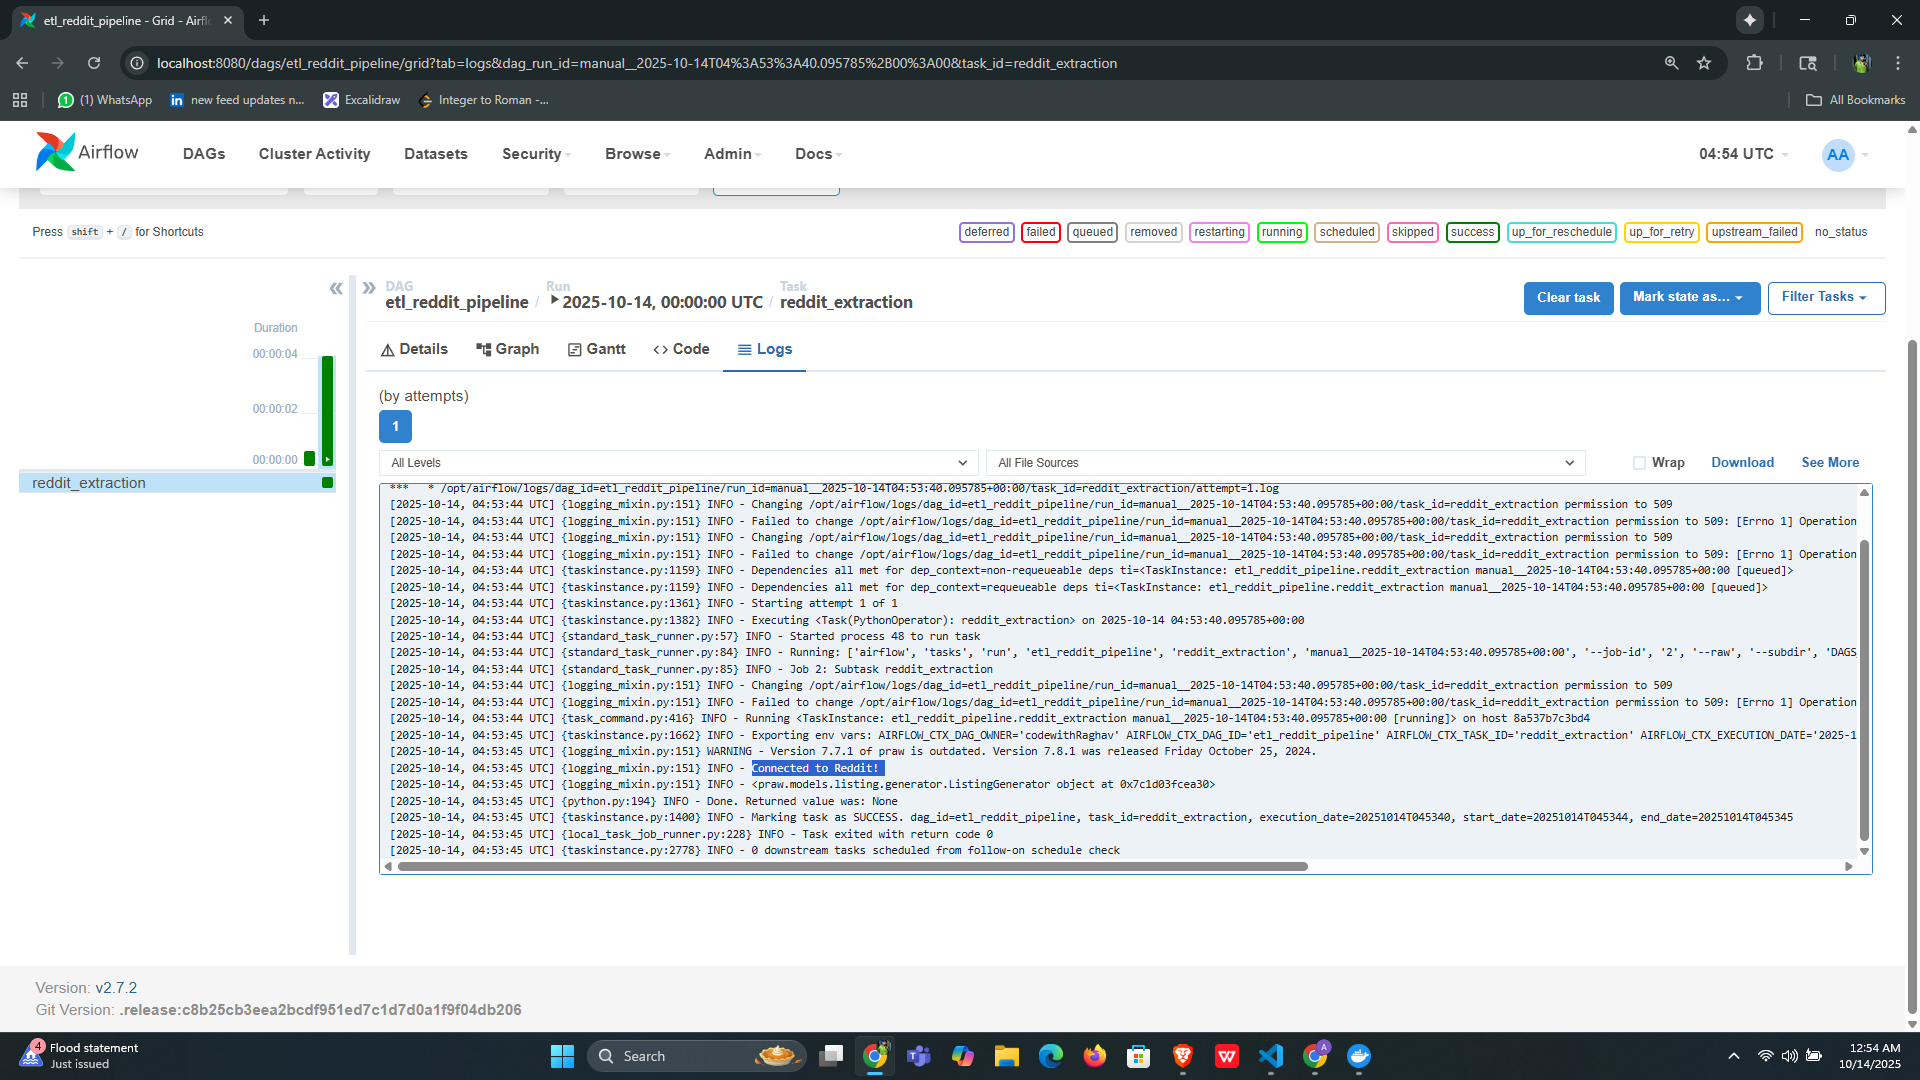 etl_reddit_pipeline - Grid - Airfl
localhost:8080/dags/etl_reddit_pipeline/grid?tab=logs&dag_run_id=manual__2025-10-14T04%3A53%3A40.095785%2B00%3A00&task_id=reddit_extraction
(1) WhatsApp
new feed updates n...
Excalidraw
Integer to Roman -...
All Bookmarks
Airflow
DAGs
Cluster Activity
Datasets
Security
Browse
Admin
Docs
04:54 UTC
AA
Press shift + / for Shortcuts
deferred
failed
queued
removed
restarting
running
scheduled
skipped
success
up_for_reschedule
up_for_retry
upstream_failed
no_status
Duration
00:00:04
00:00:02
00:00:00
reddit_extraction
DAG
etl_reddit_pipeline /
Run
2025-10-14, 00:00:00 UTC /
Task
reddit_extraction
Clear task
Mark state as...
Filter Tasks
Details
Graph
Gantt
Code
Logs
(by attempts)
1
All Levels
All File Sources
Wrap
Download
See More
*** * /opt/airflow/logs/dag_id=etl_reddit_pipeline/run_id=manual__2025-10-14T04:53:40.095785+00:00/task_id=reddit_extraction/attempt=1.log
[2025-10-14, 04:53:44 UTC] {logging_mixin.py:151} INFO - Changing /opt/airflow/logs/dag_id=etl_reddit_pipeline/run_id=manual__2025-10-14T04:53:40.095785+00:00/task_id=reddit_extraction permission to 509
[2025-10-14, 04:53:44 UTC] {logging_mixin.py:151} INFO - Failed to change /opt/airflow/logs/dag_id=etl_reddit_pipeline/run_id=manual__2025-10-14T04:53:40.095785+00:00/task_id=reddit_extraction permission to 509: [Errno 1] Operation
[2025-10-14, 04:53:44 UTC] {logging_mixin.py:151} INFO - Changing /opt/airflow/logs/dag_id=etl_reddit_pipeline/run_id=manual__2025-10-14T04:53:40.095785+00:00/task_id=reddit_extraction permission to 509
[2025-10-14, 04:53:44 UTC] {logging_mixin.py:151} INFO - Failed to change /opt/airflow/logs/dag_id=etl_reddit_pipeline/run_id=manual__2025-10-14T04:53:40.095785+00:00/task_id=reddit_extraction permission to 509: [Errno 1] Operation
[2025-10-14, 04:53:44 UTC] {taskinstance.py:1159} INFO - Dependencies all met for dep_context=non-requeueable deps ti=<TaskInstance: etl_reddit_pipeline.reddit_extraction manual__2025-10-14T04:53:40.095785+00:00 [queued]>
[2025-10-14, 04:53:44 UTC] {taskinstance.py:1159} INFO - Dependencies all met for dep_context=requeueable deps ti=<TaskInstance: etl_reddit_pipeline.reddit_extraction manual__2025-10-14T04:53:40.095785+00:00 [queued]>
[2025-10-14, 04:53:44 UTC] {taskinstance.py:1361} INFO - Starting attempt 1 of 1
[2025-10-14, 04:53:44 UTC] {taskinstance.py:1382} INFO - Executing <Task(PythonOperator): reddit_extraction> on 2025-10-14 04:53:40.095785+00:00
[2025-10-14, 04:53:44 UTC] {standard_task_runner.py:57} INFO - Started process 48 to run task
[2025-10-14, 04:53:44 UTC] {standard_task_runner.py:84} INFO - Running: ['airflow', 'tasks', 'run', 'etl_reddit_pipeline', 'reddit_extraction', 'manual__2025-10-14T04:53:40.095785+00:00', '--job-id', '2', '--raw', '--subdir', 'DAGS_
[2025-10-14, 04:53:44 UTC] {standard_task_runner.py:85} INFO - Job 2: Subtask reddit_extraction
[2025-10-14, 04:53:44 UTC] {logging_mixin.py:151} INFO - Changing /opt/airflow/logs/dag_id=etl_reddit_pipeline/run_id=manual__2025-10-14T04:53:40.095785+00:00/task_id=reddit_extraction permission to 509
[2025-10-14, 04:53:44 UTC] {logging_mixin.py:151} INFO - Failed to change /opt/airflow/logs/dag_id=etl_reddit_pipeline/run_id=manual__2025-10-14T04:53:40.095785+00:00/task_id=reddit_extraction permission to 509: [Errno 1] Operation
[2025-10-14, 04:53:44 UTC] {task_command.py:416} INFO - Running <TaskInstance: etl_reddit_pipeline.reddit_extraction manual__2025-10-14T04:53:40.095785+00:00 [running]> on host 8a537b7c3bd4
[2025-10-14, 04:53:44 UTC] {taskinstance.py:1662} INFO - Exporting env vars: AIRFLOW_CTX_DAG_OWNER='codewithRaghav' AIRFLOW_CTX_DAG_ID='etl_reddit_pipeline' AIRFLOW_CTX_TASK_ID='reddit_extraction' AIRFLOW_CTX_EXECUTION_DATE='2025-1
[2025-10-14, 04:53:44 UTC] {logging_mixin.py:151} WARNING - Version 7.7.1 of praw is outdated. Version 7.8.1 was released Friday October 25, 2024.
[2025-10-14, 04:53:45 UTC] {logging_mixin.py:151} INFO - Connected to Reddit!
[2025-10-14, 04:53:45 UTC] {logging_mixin.py:151} INFO - <praw.models.listing.generator.ListingGenerator object at 0x7c1d03fcea30>
[2025-10-14, 04:53:45 UTC] {python.py:194} INFO - Done. Returned value was: None
[2025-10-14, 04:53:45 UTC] {taskinstance.py:1400} INFO - Marking task as SUCCESS. dag_id=etl_reddit_pipeline, task_id=reddit_extraction, execution_date=20251014T045340, start_date=20251014T045344, end_date=20251014T045345
[2025-10-14, 04:53:45 UTC] {local_task_job_runner.py:228} INFO - Task exited with return code 0
[2025-10-14, 04:53:45 UTC] {taskinstance.py:2778} INFO - 0 downstream tasks scheduled from follow-on schedule check
Version: v2.7.2
Git Version: .release:c8b25cb3eea2bcdf951ed7c1d7d0a1f9f04db206
4
Flood statement
Just issued
Search
12:54 AM
10/14/2025